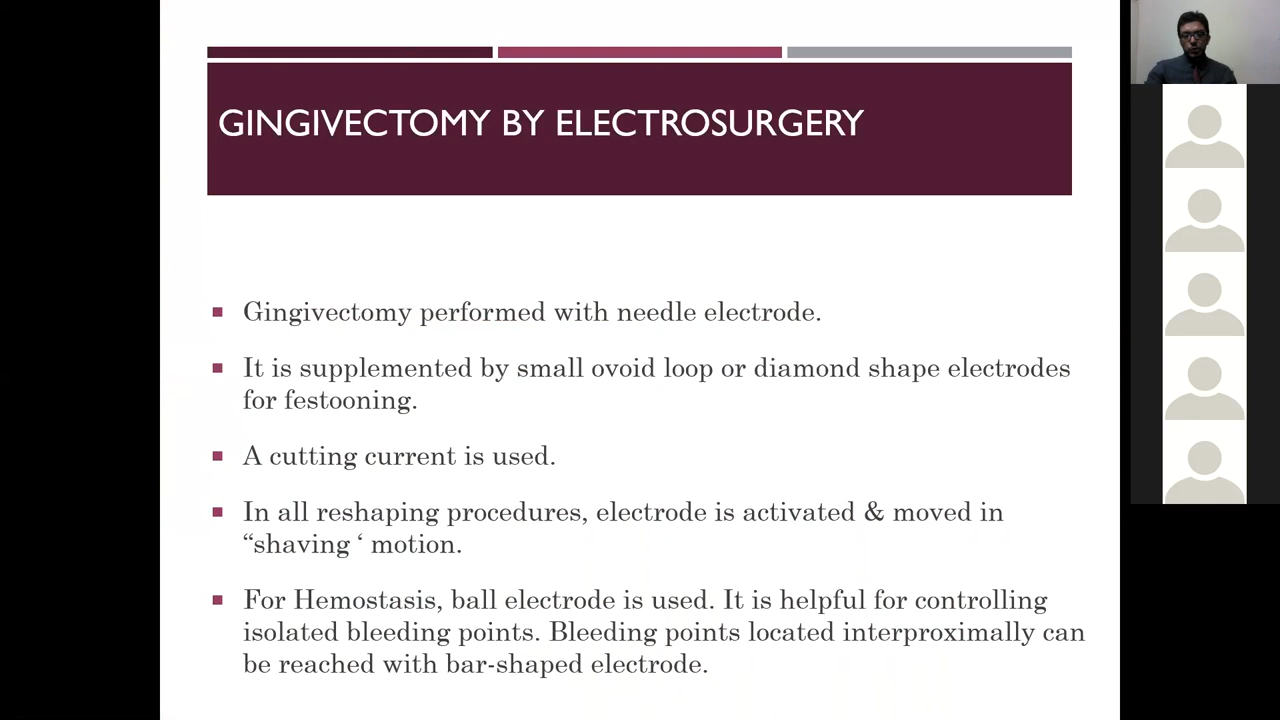 GINGIVECTOMY BY ELECTROSURGERY
Gingivectomy performed with needle electrode.
It is supplemented by small ovoid loop or diamond shape electrodes
for festooning.
A cutting current is used.
In all reshaping procedures, electrode is activated & moved in
“shaving ‘ motion.
For Hemostasis, ball electrode is used. It is helpful for controlling
isolated bleeding points. Bleeding points located interproximally can
be reached with bar-shaped electrode.